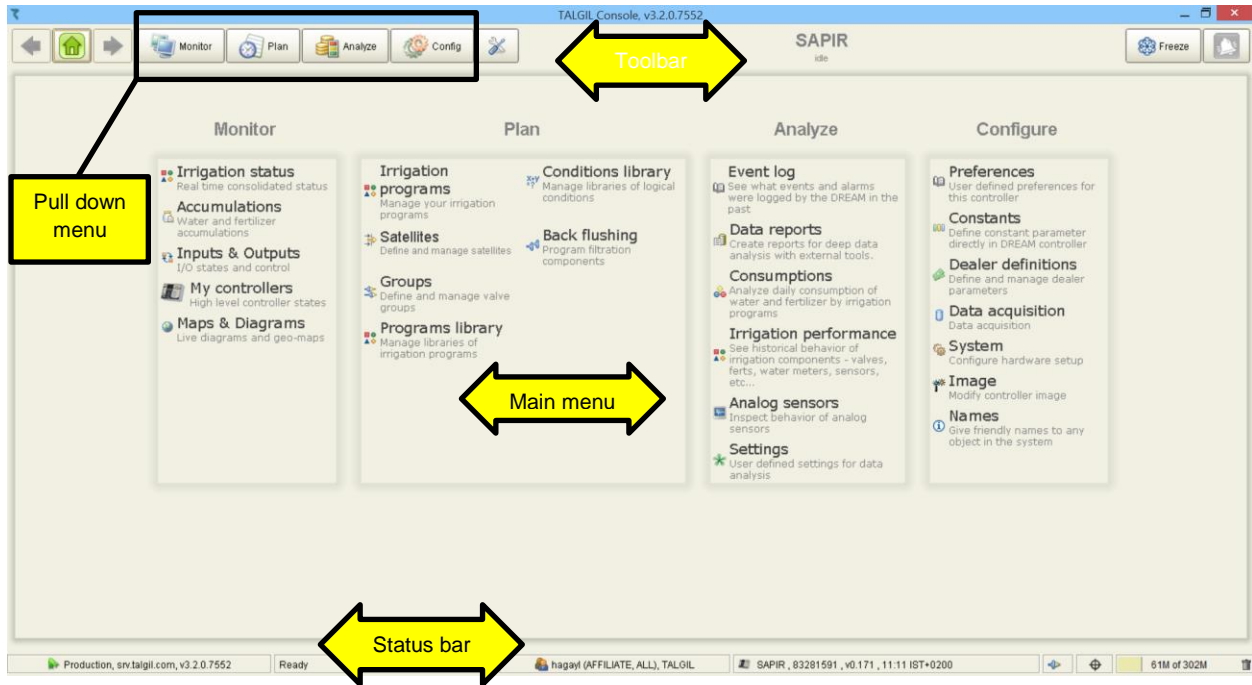 TALGIL Console, v3.2.0.7552
Monitor
Plan
Analyze
Config
Toolbar
SAPIR
idle
Freeze
Pull down
menu
Monitor
Irrigation status
Real time consolidated status
Accumulations
Water and fertilizer
accumulations
Inputs & Outputs
I/O states and control
My controllers
High level controller states
Maps & Diagrams
Live diagrams and geo-maps
Plan
Irrigation
programs
Manage your irrigation
programs
Satellites
Define and manage satellites
Groups
Define and manage valve
groups
Programs library
Manage libraries of
irrigation programs
Conditions library
Manage libraries of logical
conditions
Back flushing
Program filtration
components
Main menu
Analyze
Event log
See what events and alarms
were logged by the DREAM in the
past
Data reports
Create reports for deep data
analysis with external tools.
Consumptions
Analyze daily consumption of
water and fertilizer by irrigation
programs
Irrigation performance
See historical behavior of
irrigation components - valves,
ferts, water meters, sensors,
etc...
Analog sensors
Inspect behavior of analog
sensors
Settings
User defined settings for data
analysis
Configure
Preferences
User defined preferences for
this controller
Constants
Define constant parameter
directly in DREAM controller
Dealer definitions
Define and manage dealer
parameters
Data acquisition
Data acquisition
System
Configure hardware setup
Image
Modify controller image
Names
Give friendly names to any
object in the system
Status bar
Production, srv.talgil.com, v3.2.0.7552
Ready
hagayl (AFFILIATE, ALL), TALGIL
SAPIR , 83281591 , v0.171 , 11:11 IST+0200
61M of 302M